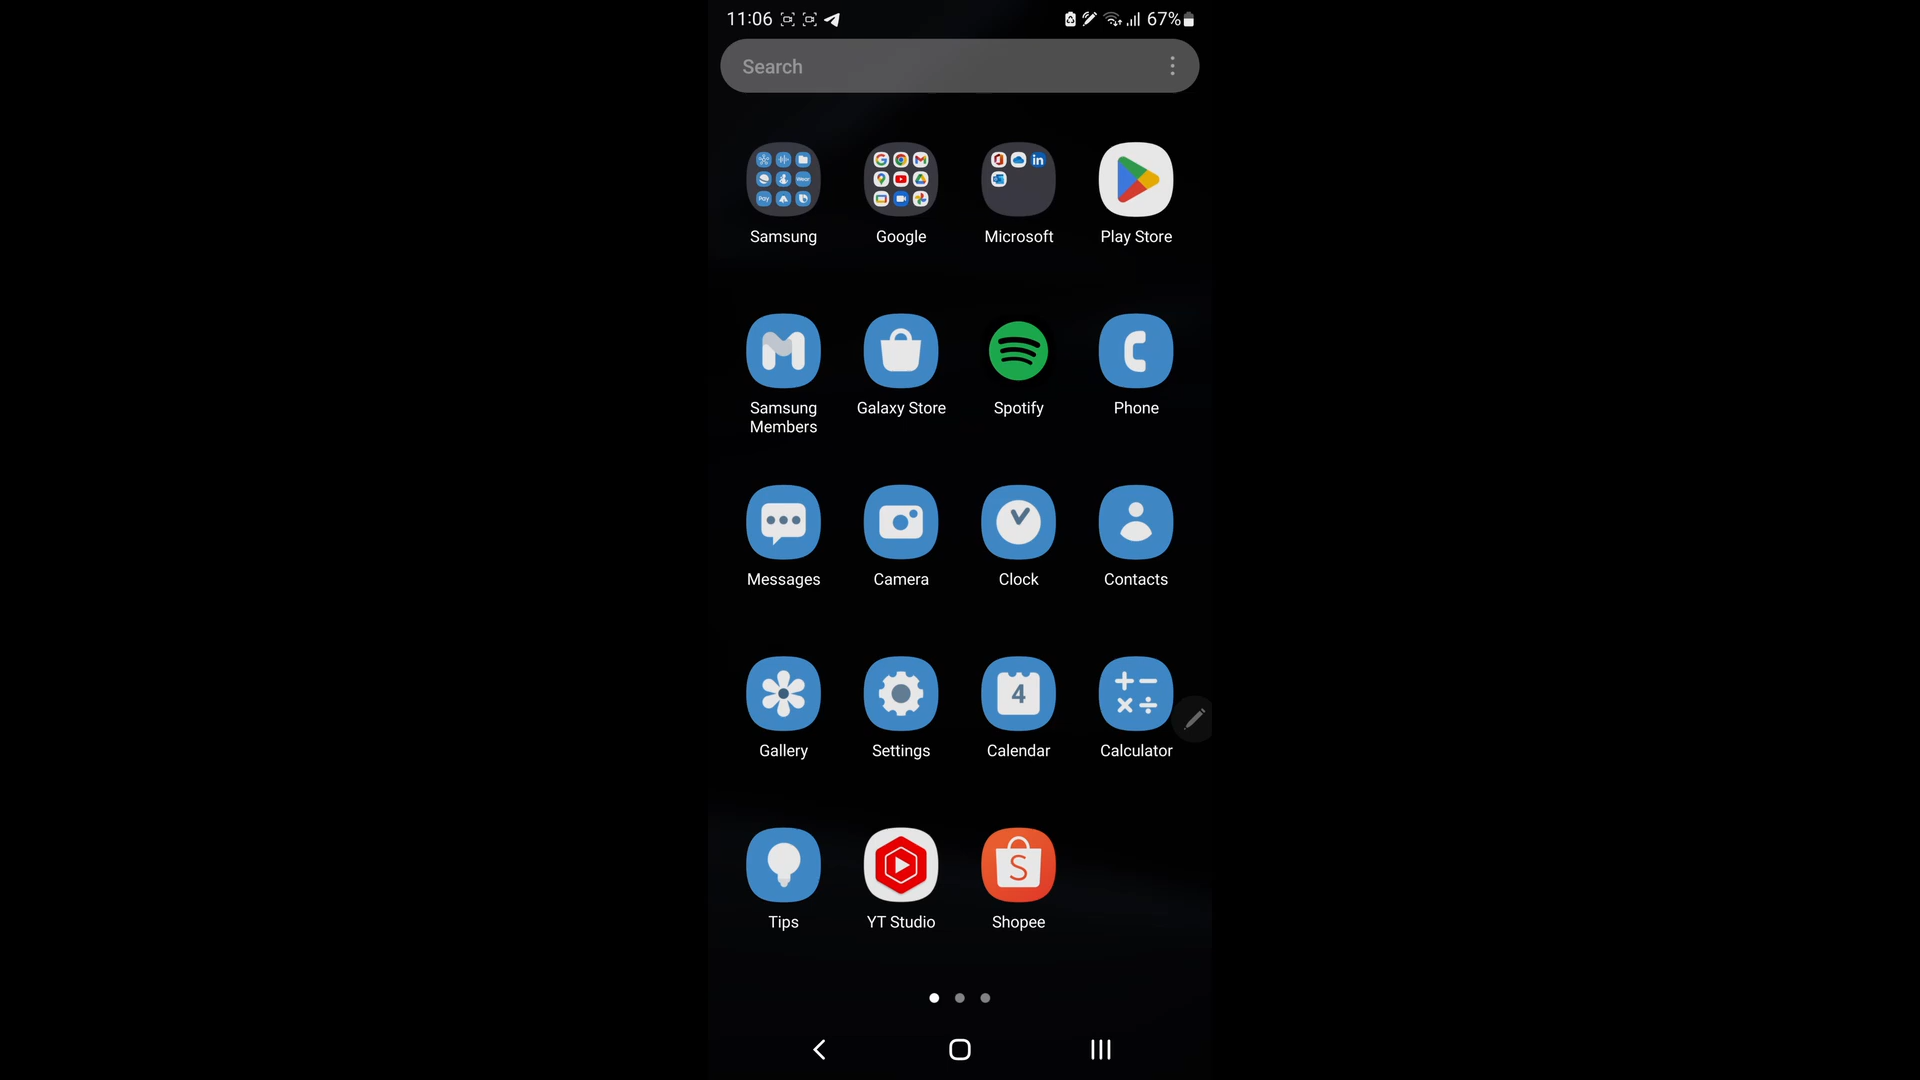 11:06 67%
Search
Samsung Google Microsoft Play Store
Samsung Members Galaxy Store Spotify Phone
Messages Camera Clock Contacts
4
Gallery Settings Calendar Calculator
S
Tips YT Studio Shopee